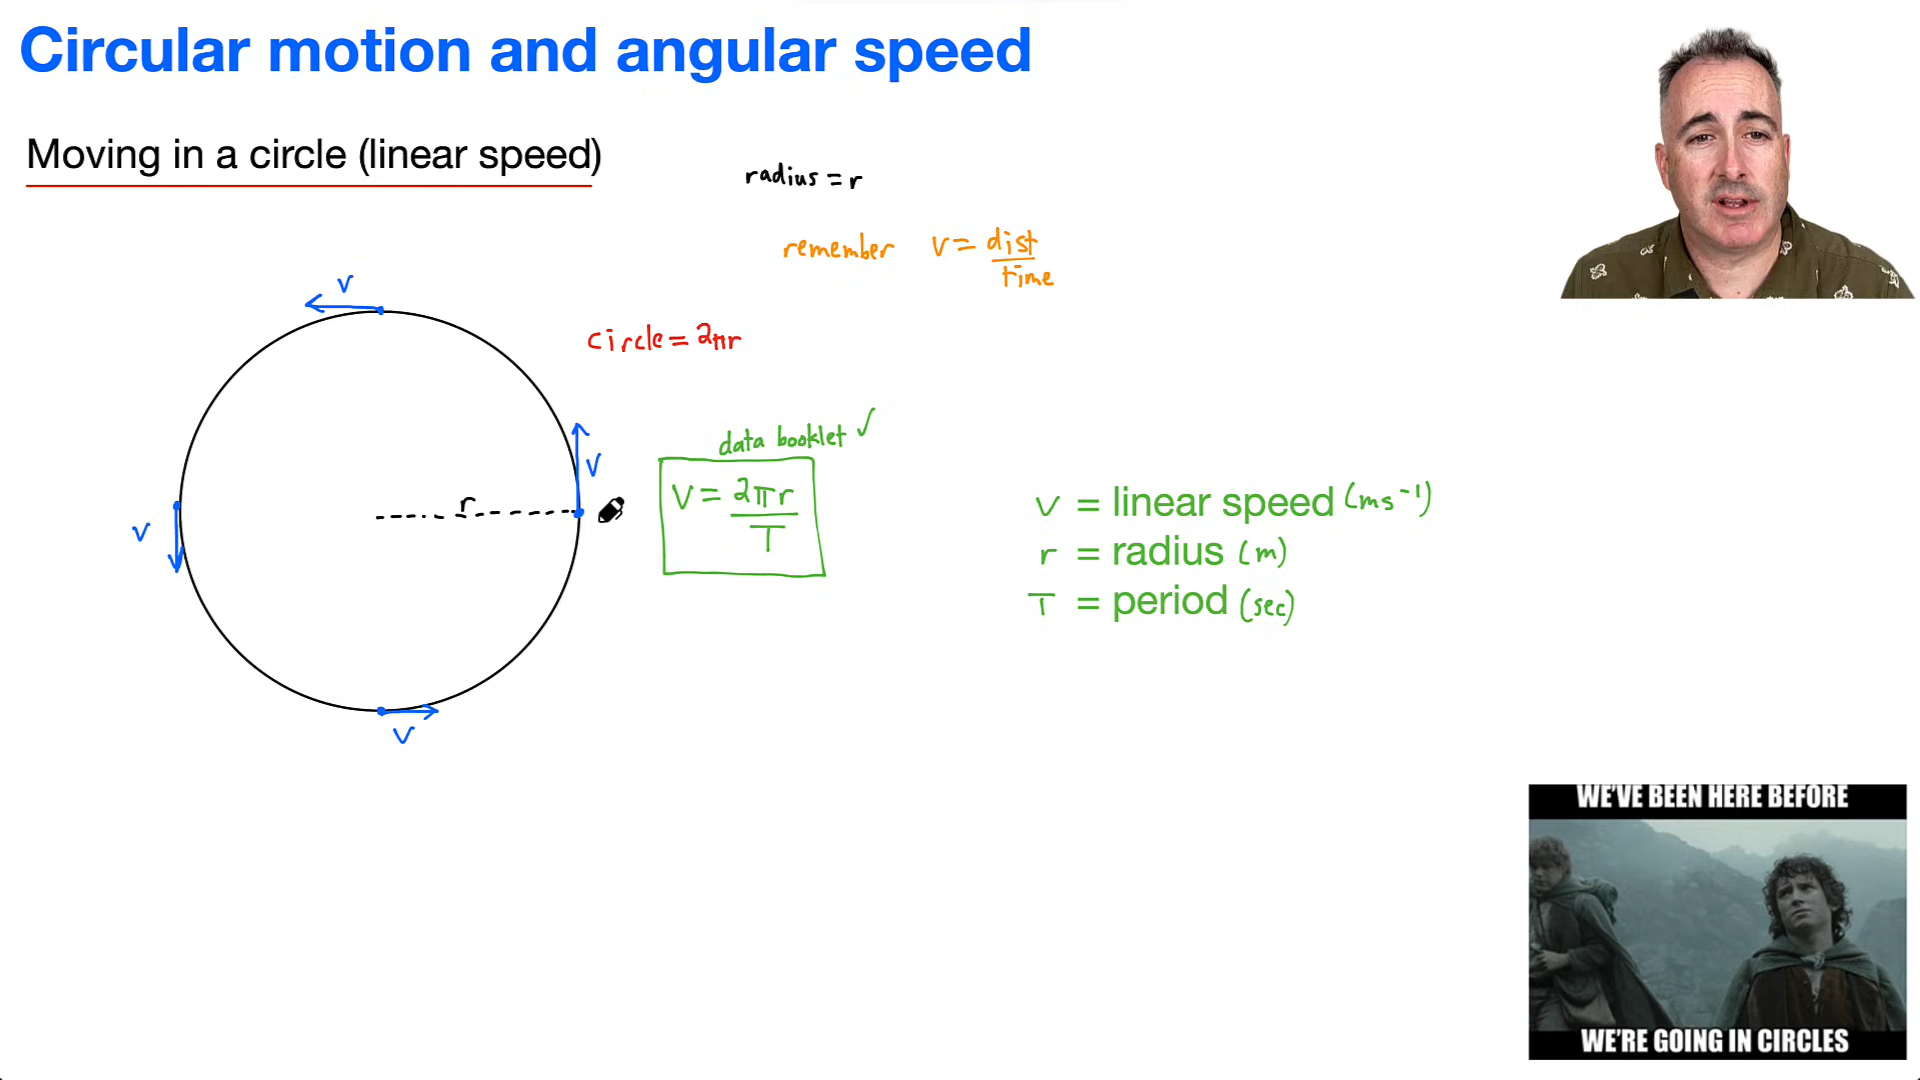 Circular motion and angular speed
Moving in a circle (linear speed)
radius = r
remember v = dist/time
circle = 2πr
v
v
r
v
v
data booklet ✓
v = 2πr/T
v = linear speed (ms⁻¹)
r = radius (m)
T = period (sec)
WE'VE BEEN HERE BEFORE
WE'RE GOING IN CIRCLES